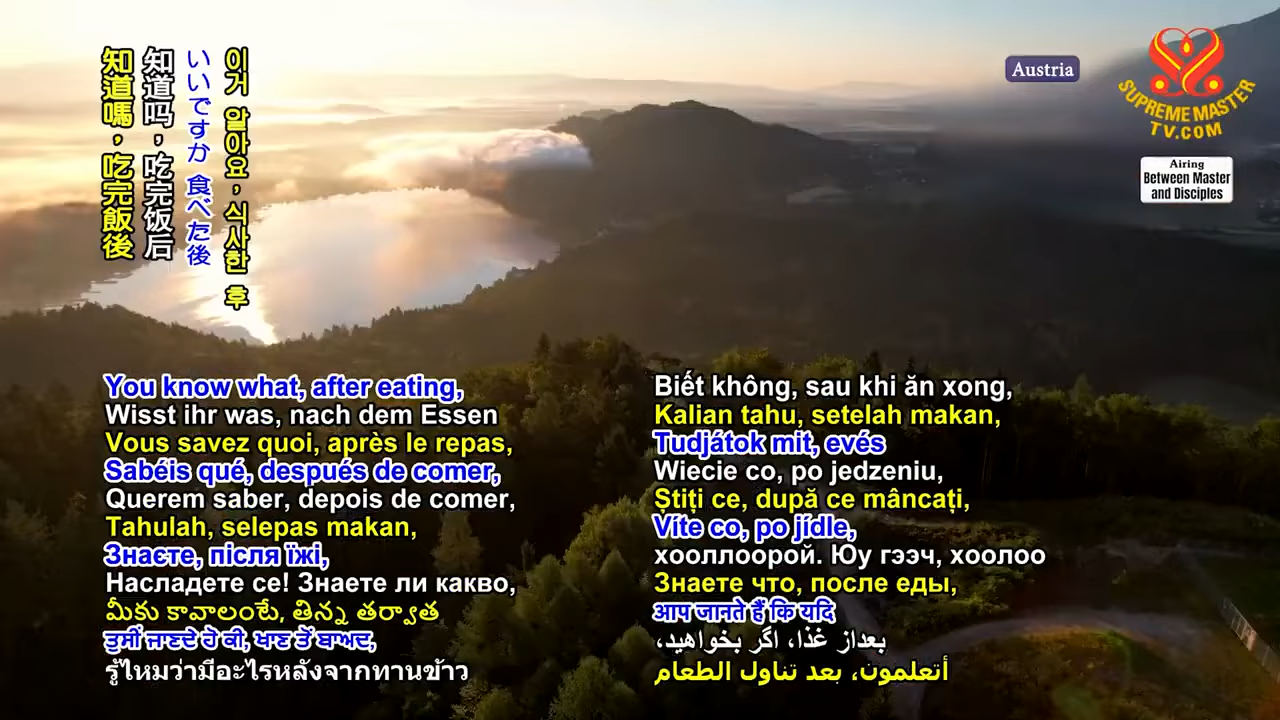 知道嗎，吃完飯後
知道吗，吃完饭后
いいですか 食べた後
이거 알아요, 식사한 후
Austria
SUPREME MASTER
TV.COM
Airing
Between Master
and Disciples
You know what, after eating,
Wisst ihr was, nach dem Essen
Vous savez quoi, après le repas,
Sabéis qué, después de comer,
Querem saber, depois de comer,
Tahulah, selepas makan,
Знаєте, після їжі,
Насладете се! Знаете ли какво,
మీకు కావాలంటే, తిన్న తర్వాత
ਤੁਸੀਂ ਜਾਣਦੇ ਹੋ ਕੀ, ਖਾਣ ਤੋਂ ਬਾਅਦ,
รู้ไหมว่ามีอะไรหลังจากทานข้าว
Biết không, sau khi ăn xong,
Kalian tahu, setelah makan,
Tudjátok mit, evés
Wiecie co, po jedzeniu,
Știți ce, după ce mâncați,
Víte co, po jídle,
хооллоорой. Юу гээч, хоолоо
Знаете что, после еды,
आप जानते हैं कि यदि
بعداز غذا، اگر بخواهید،
أتعلمون، بعد تناول الطعام